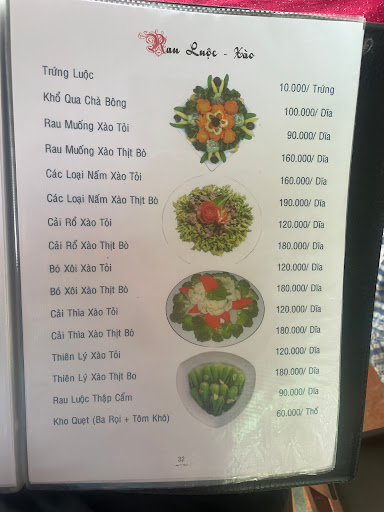 Rau Luộc - Xào
Trứng Luộc 10.000/ Trứng
Khổ Qua Chà Bông 100.000/ Dĩa
Rau Muống Xào Tỏi 90.000/ Dĩa
Rau Muống Xào Thịt Bò 160.000/ Dĩa
Các Loại Nấm Xào Tỏi 160.000/ Dĩa
Các Loại Nấm Xào Thịt Bò 190.000/ Dĩa
Cải Rổ Xào Tỏi 120.000/ Dĩa
Cải Rổ Xào Thịt Bò 180.000/ Dĩa
Bó Xôi Xào Tỏi 120.000/ Dĩa
Bó Xôi Xào Thịt Bò 180.000/ Dĩa
Cải Thìa Xào Tỏi 120.000/ Dĩa
Cải Thìa Xào Thịt Bò 180.000/ Dĩa
Thiên Lý Xào Tỏi 120.000/ Dĩa
Thiên Lý Xào Thịt Bo 180.000/ Dĩa
Rau Luộc Thập Cẩm 90.000/ Dĩa
Kho Quẹt (Ba Rọi + Tôm Khô) 60.000/ Thố
32